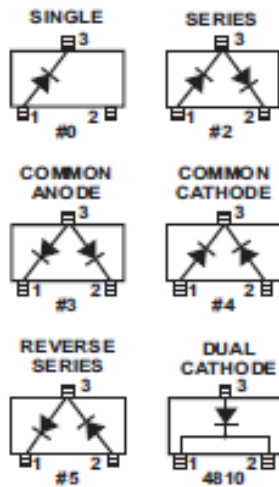 SINGLE
3
1 2
#0
SERIES
3
1 2
#2
COMMON
ANODE
3
1 2
#3
COMMON
CATHODE
3
1 2
#4
REVERSE
SERIES
3
1 2
#5
DUAL
CATHODE
3
1 2
4810